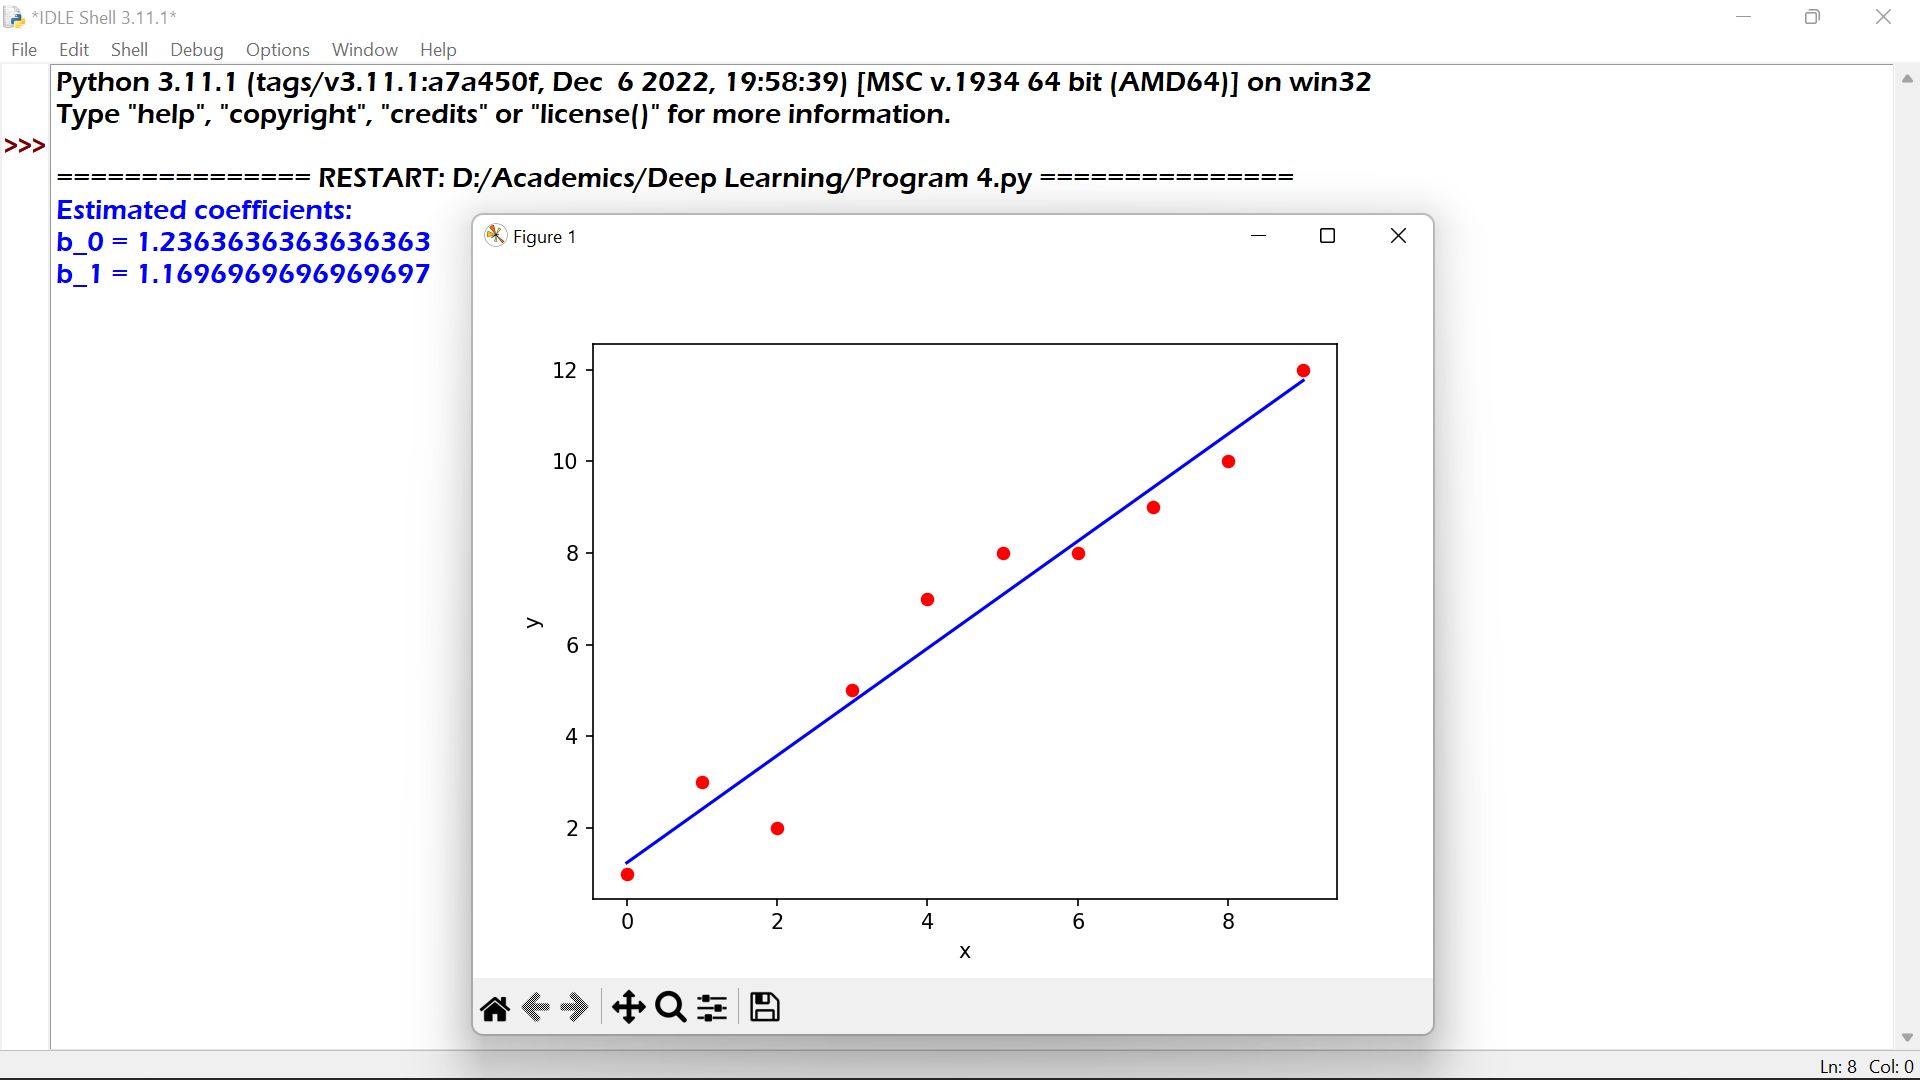 *IDLE Shell 3.11.1*
File Edit Shell Debug Options Window Help
Python 3.11.1 (tags/v3.11.1:a7a450f, Dec  6 2022, 19:58:39) [MSC v.1934 64 bit (AMD64)] on win32
Type "help", "copyright", "credits" or "license()" for more information.
>>>
=============== RESTART: D:/Academics/Deep Learning/Program 4.py ===============
Estimated coefficients:
b_0 = 1.2363636363636363
b_1 = 1.1696969696969697
Figure 1
12
10
8
6
4
2
y
0 2 4 6 8
x
Ln: 8 Col: 0